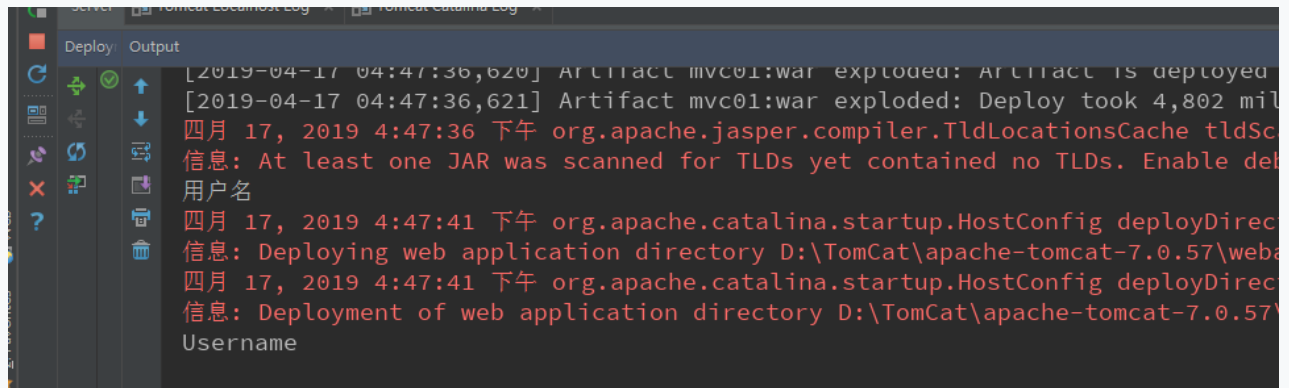 Server Tomcat Localhost Log Tomcat Catalina Log
Output
[2019-04-17 04:47:36,620] Artifact mvc01:war exploded: Artifact is deployed
[2019-04-17 04:47:36,621] Artifact mvc01:war exploded: Deploy took 4,802 mil
四月 17, 2019 4:47:36 下午 org.apache.jasper.compiler.TldLocationsCache tldSca
信息: At least one JAR was scanned for TLDs yet contained no TLDs. Enable deb
用户名
四月 17, 2019 4:47:41 下午 org.apache.catalina.startup.HostConfig deployDirec
信息: Deploying web application directory D:\TomCat\apache-tomcat-7.0.57\weba
四月 17, 2019 4:47:41 下午 org.apache.catalina.startup.HostConfig deployDirec
信息: Deployment of web application directory D:\TomCat\apache-tomcat-7.0.57\
Username